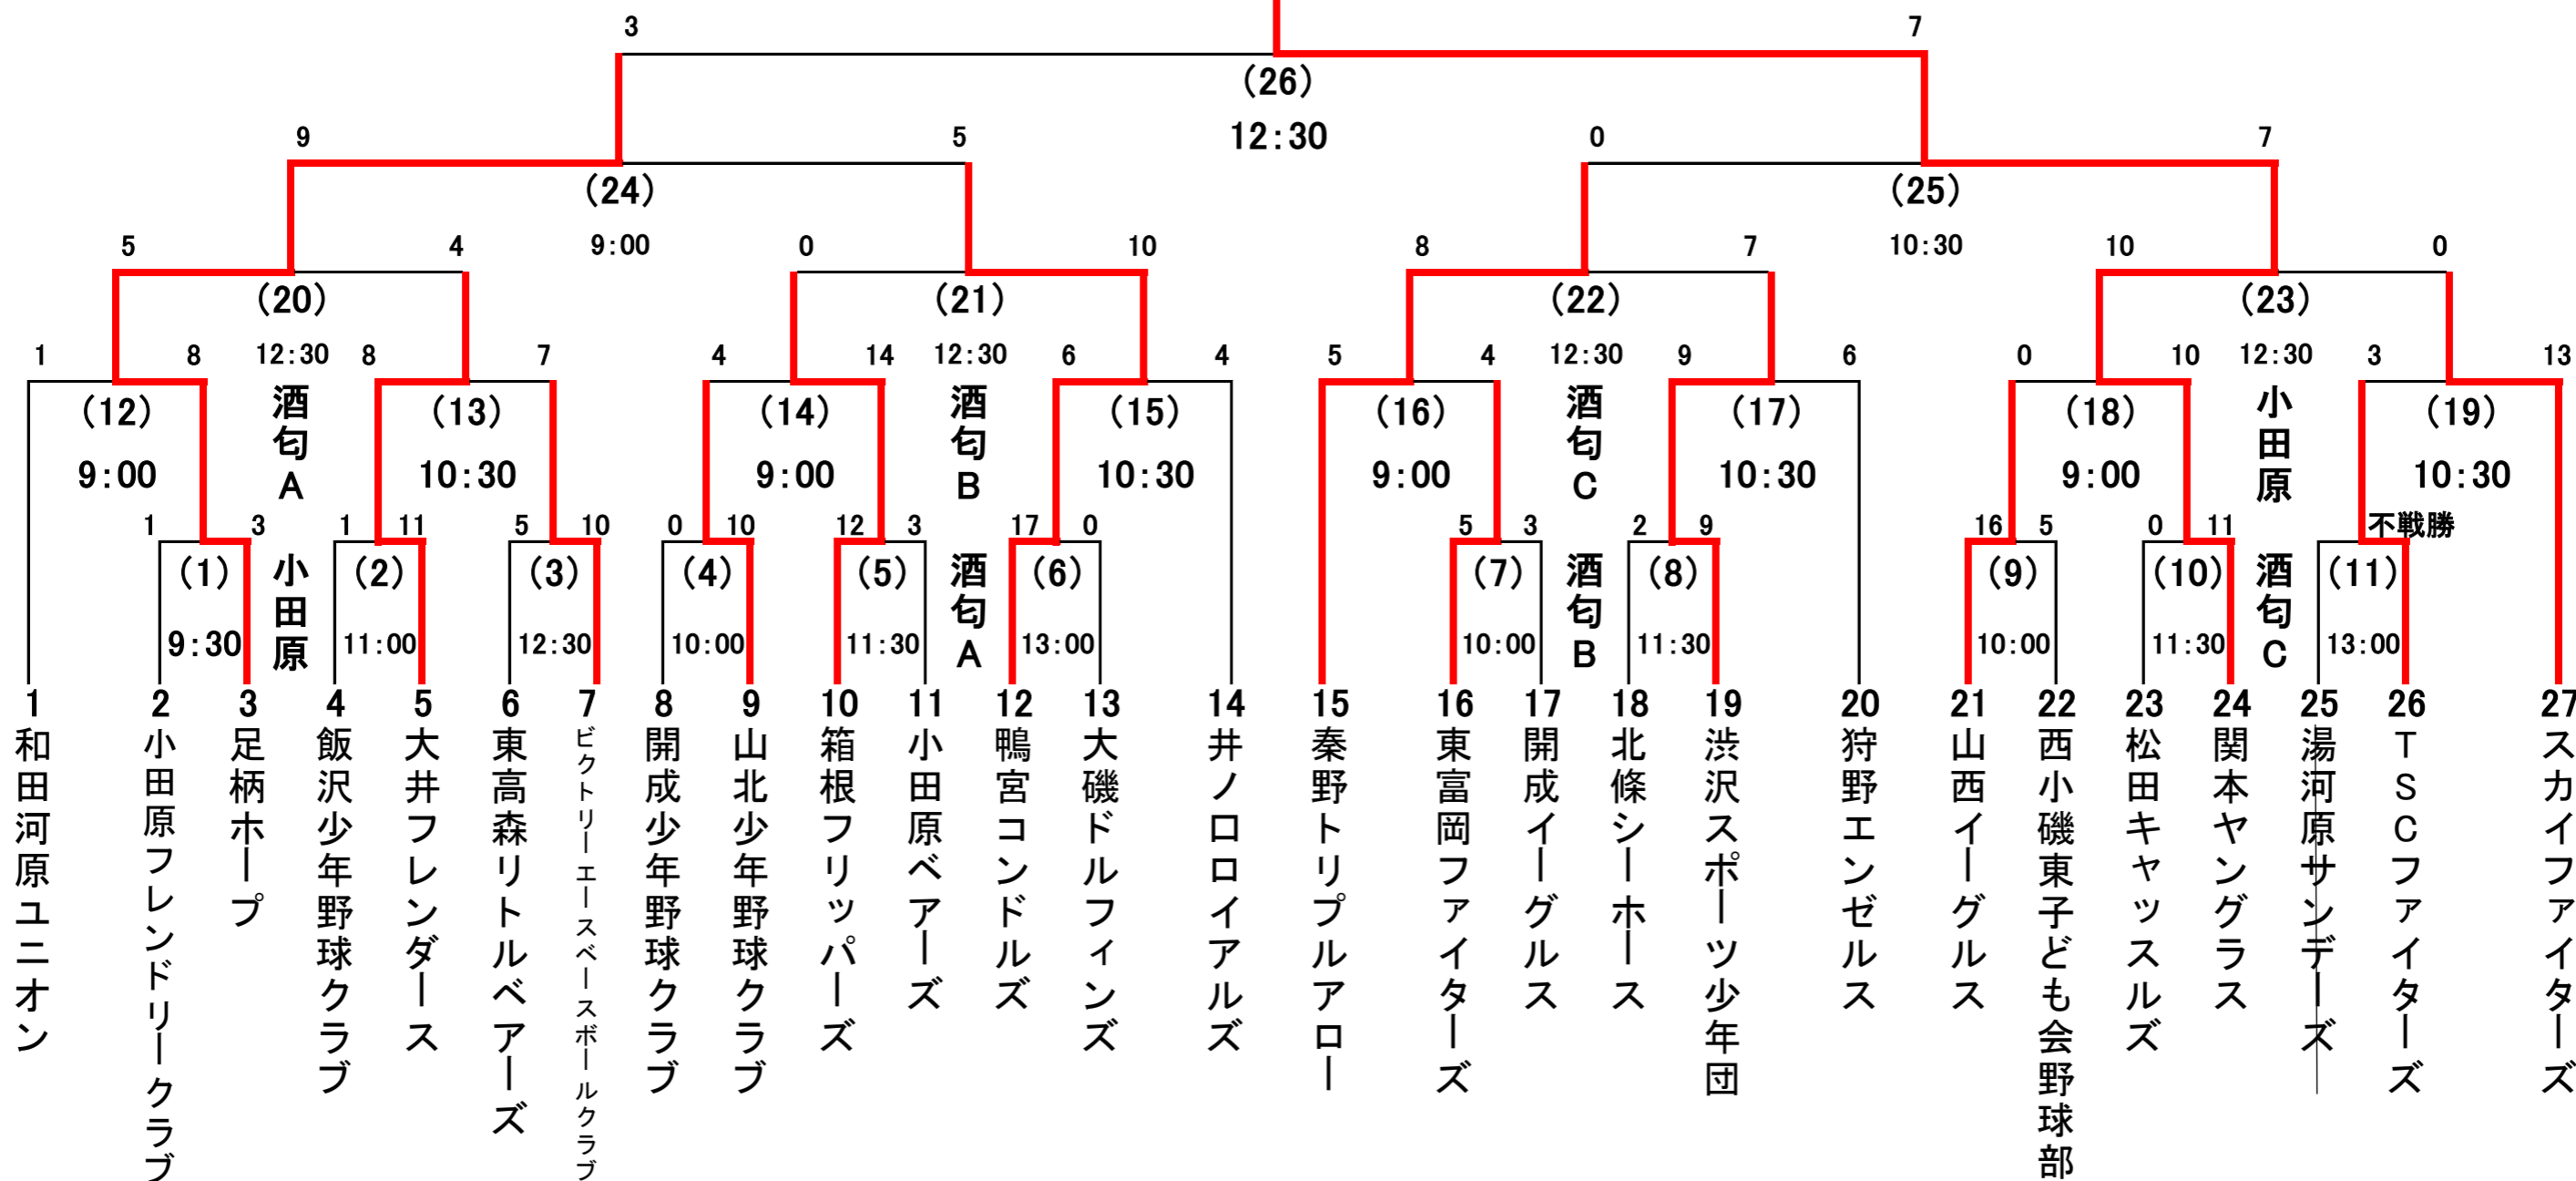 3 7
(26)
9 5 12:30 0 7
(24) (25)
5 4 9:00 0 10 8 7 10:30 10 0
(20) (21) (22) (23)
1 8 12:30 8 7 4 14 12:30 6 4 5 4 12:30 9 6 0 10 12:30 3 13
(12) (13) (14) (15) (16) (17) (18) (19)
酒匂A
酒匂B
酒匂C
小田原
9:00 10:30 9:00 10:30 9:00 10:30 9:00 10:30
1 3 1 11 5 10 0 10 12 3 17 0 5 3 2 9 16 5 0 11 不戦勝
(1) (2) (3) (4) (5) (6) (7) (8) (9) (10) (11)
小田原
酒匂A
酒匂B
酒匂C
9:30 11:00 12:30 10:00 11:30 13:00 10:00 11:30 10:00 11:30 13:00
1 2 3 4 5 6 7 8 9 10 11 12 13 14 15 16 17 18 19 20 21 22 23 24 25 26 27
和田河原ユニオン
小田原フレンドリークラブ
足柄ホープ
飯沢少年野球クラブ
大井フレンダース
東高森リトルベアーズ
ビクトリーエースベースボールクラブ
開成少年野球クラブ
山北少年野球クラブ
箱根フリッパーズ
小田原ベアーズ
鴨宮コンドルズ
大磯ドルフィンズ
井ノ口ロイアルズ
秦野トリプルアロー
東富岡ファイターズ
開成イーグルス
北條シーホース
渋沢スポーツ少年団
狩野エンゼルス
山西イーグルス
西小磯東子ども会野球部
松田キャッスルズ
関本ヤングラス
湯河原サンデーズ
TSCファイターズ
スカイファイターズ